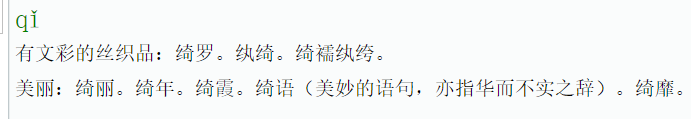 qǐ
有文彩的丝织品：绮罗。纨绮。绮襦纨绔。
美丽：绮丽。绮年。绮霞。绮语（美妙的语句，亦指华而不实之辞）。绮靡。